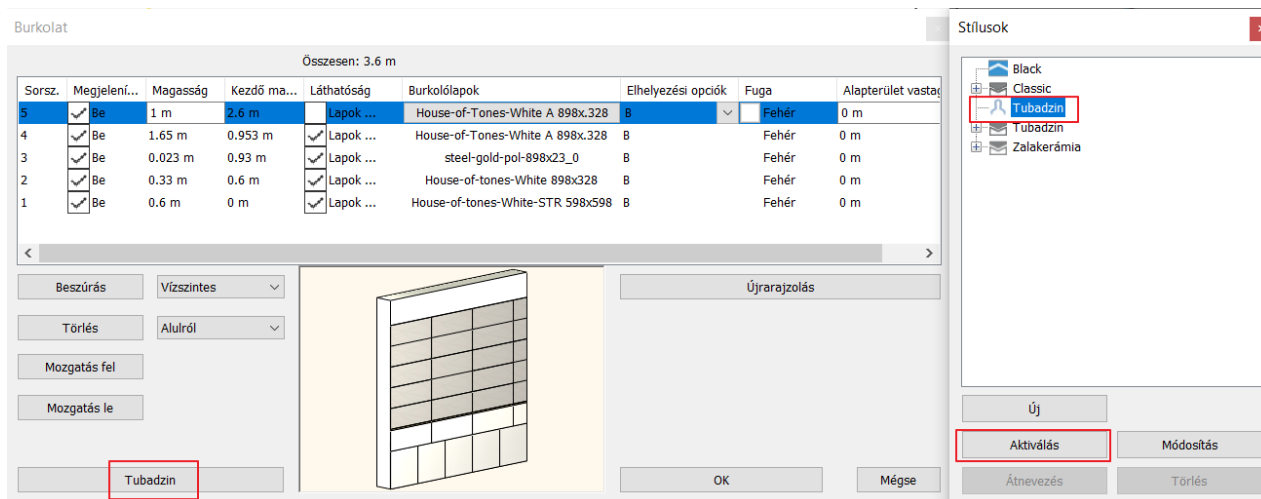 Burkolat
Összesen: 3.6 m
Sorsz. Megjelení... Magasság Kezdő ma... Láthatóság Burkolólapok Elhelyezési opciók Fuga Alapterület vastag
5 Be 1 m 2.6 m Lapok ... House-of-Tones-White A 898x.328 B Fehér 0 m
4 Be 1.65 m 0.953 m Lapok ... House-of-Tones-White A 898x.328 B Fehér 0 m
3 Be 0.023 m 0.93 m Lapok ... steel-gold-pol-898x23_0 B Fehér 0 m
2 Be 0.33 m 0.6 m Lapok ... House-of-tones-White 898x328 B Fehér 0 m
1 Be 0.6 m 0 m Lapok ... House-of-tones-White-STR 598x598 B Fehér 0 m
Beszúrás Vízszintes Újrarajzolás
Törlés Alulról
Mozgatás fel
Mozgatás le
Tubadzin OK Mégse
Stílusok
Black
Classic
Tubadzin
Tubadzin
Zalakerámia
Új
Aktiválás Módosítás
Átnevezés Törlés